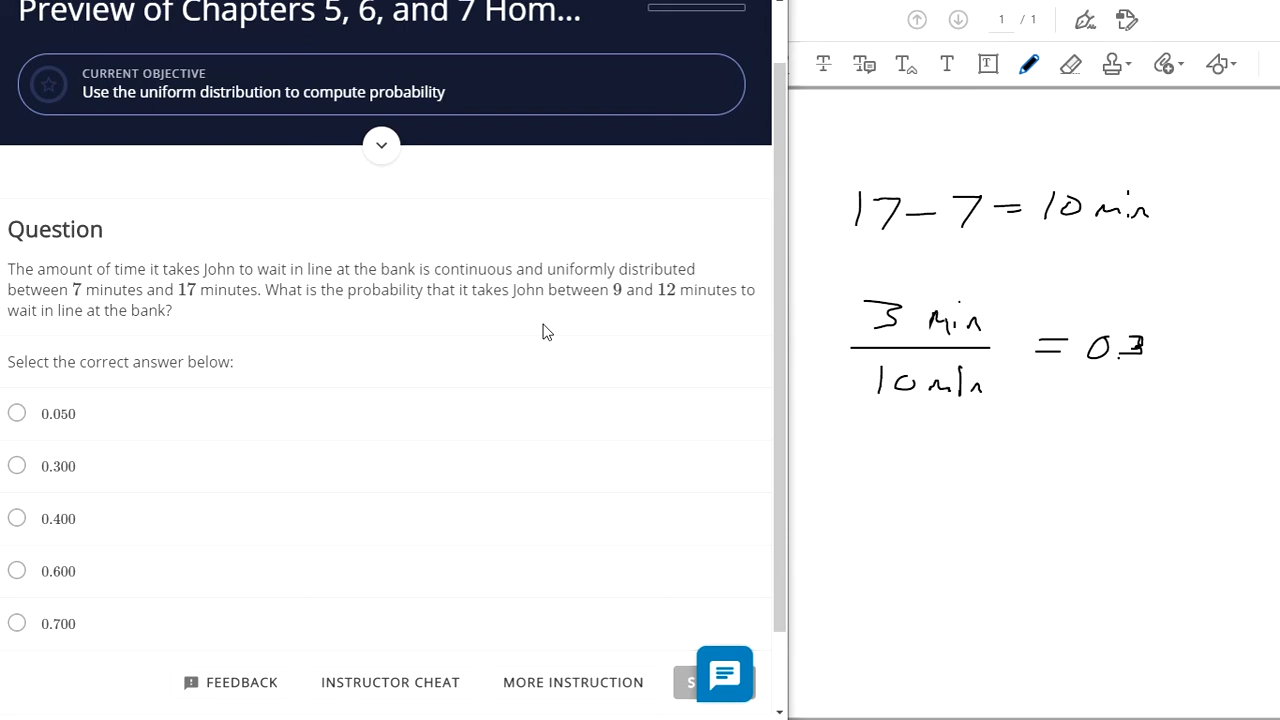 Preview of Chapters 5, 6, and 7 Hom...
CURRENT OBJECTIVE
Use the uniform distribution to compute probability
Question
The amount of time it takes John to wait in line at the bank is continuous and uniformly distributed
between 7 minutes and 17 minutes. What is the probability that it takes John between 9 and 12 minutes to
wait in line at the bank?
Select the correct answer below:
0.050
0.300
0.400
0.600
0.700
FEEDBACK INSTRUCTOR CHEAT MORE INSTRUCTION S
1 / 1
17 - 7 = 10 min
3 min
10 min
= 0.3